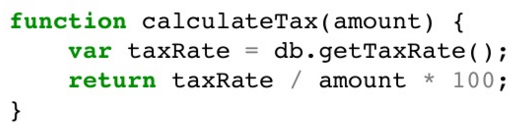 function calculateTax(amount) {
    var taxRate = db.getTaxRate();
    return taxRate / amount * 100;
}